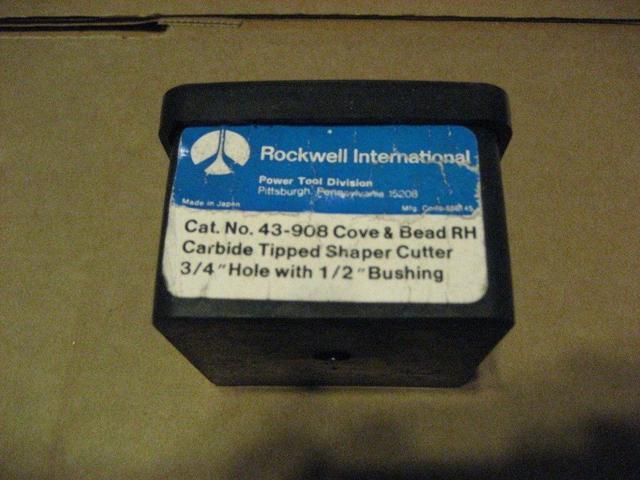 Rockwell International
Power Tool Division
Pittsburgh, Pennsylvania 15208
Made in Japan
Mfg.
Cat. No. 43-908 Cove & Bead RH
Carbide Tipped Shaper Cutter
3/4" Hole with 1/2" Bushing